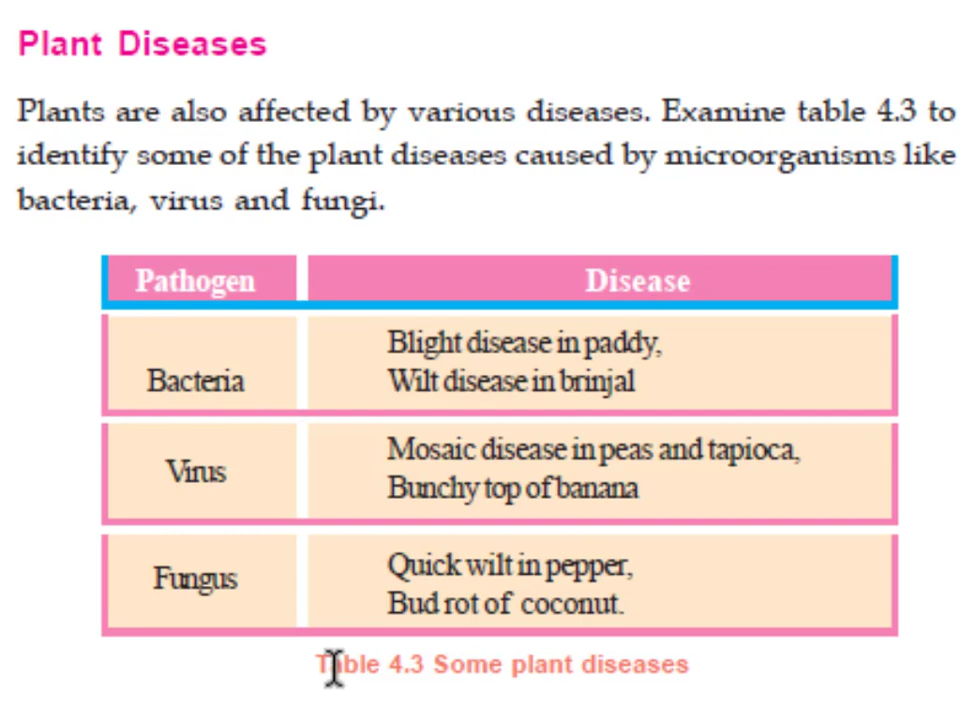 Plant Diseases
Plants are also affected by various diseases. Examine table 4.3 to
identify some of the plant diseases caused by microorganisms like
bacteria, virus and fungi.
Pathogen Disease
Blight disease in paddy,
Bacteria Wilt disease in brinjal
Mosaic disease in peas and tapioca,
Virus
Bunchy top of banana
Quick wilt in pepper,
Fungus
Bud rot of coconut.
Table 4.3 Some plant diseases